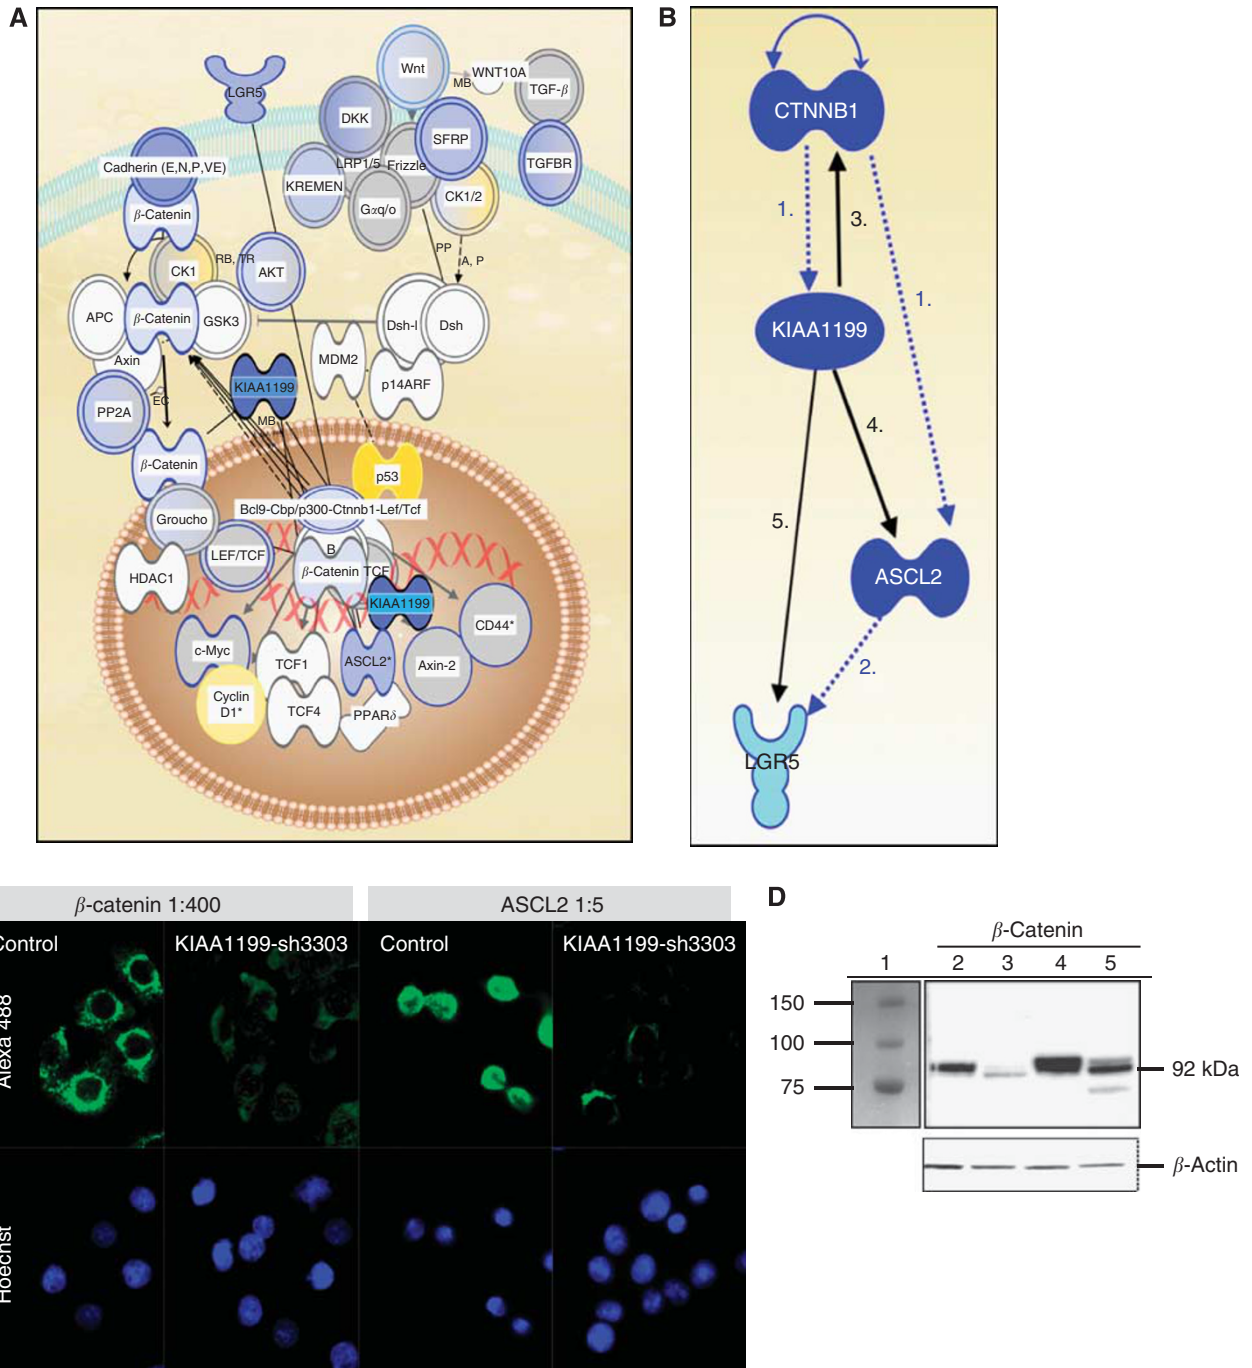 A
LGR5
Wnt
MB
WNT10A
TGF-β
DKK
SFRP
Cadherin (E,N,P,VE)
LRP1/5
Frizzle
TGFBR
KREMEN
CK1/2
β-Catenin
Gαq/o
PP
RB, TR
A, P
CK1
AKT
APC
β-Catenin
GSK3
Dsh-I
Dsh
Axin
MDM2
p14ARF
KIAA1199
EC
PP2A
MB
β-Catenin
p53
Bcl9-Cbp/p300-Ctnnb1-Lef/Tcf
Groucho
LEF/TCF
B
HDAC1
β-Catenin
TCF
KIAA1199
CD44*
c-Myc
TCF1
ASCL2*
Axin-2
Cyclin
D1*
TCF4
PPARδ
B
CTNNB1
1.
3.
1.
KIAA1199
4.
5.
ASCL2
2.
LGR5
β-catenin 1:400
ASCL2 1:5
Control
KIAA1199-sh3303
Control
KIAA1199-sh3303
Alexa 488
Hoechst
D
β-Catenin
1
2
3
4
5
150
100
75
92 kDa
β-Actin